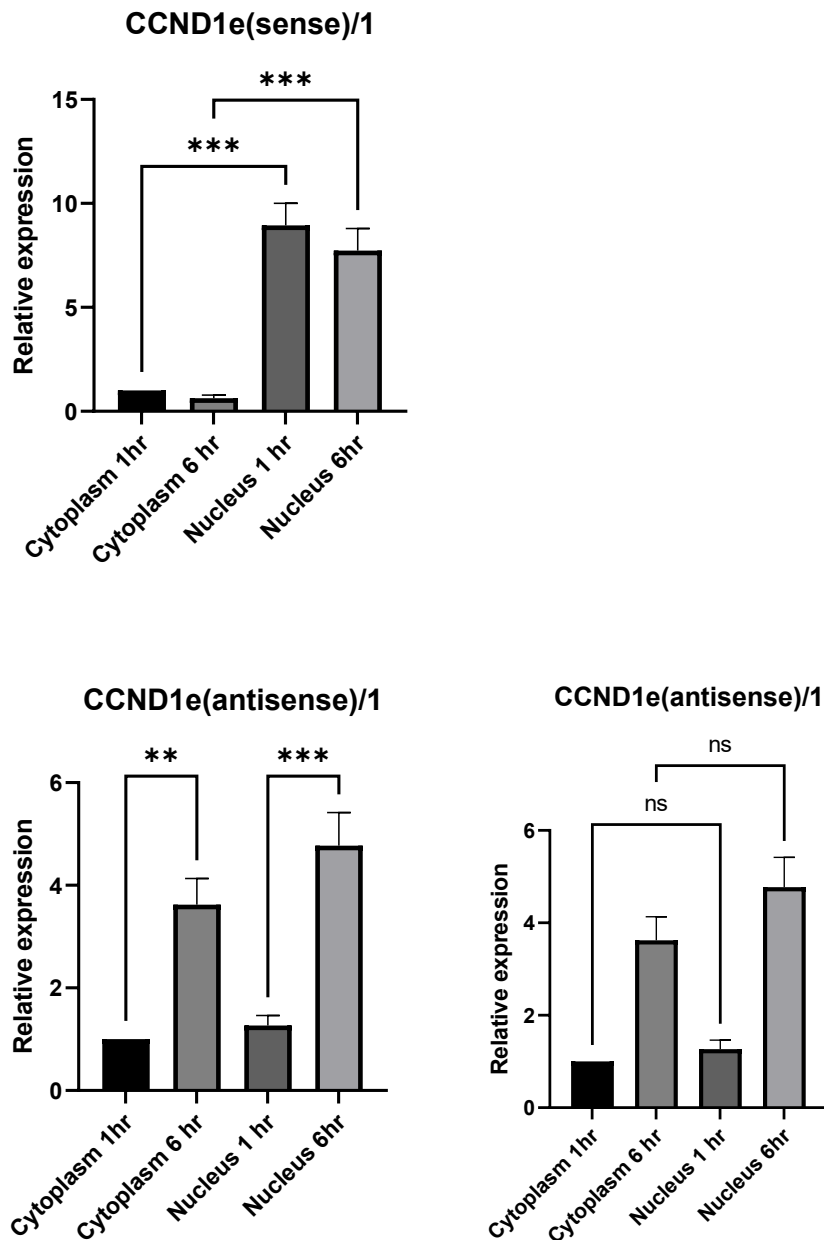 CCND1e(sense)/1
***
***
15
10
5
0
Relative expression
Cytoplasm 1hr
Cytoplasm 6 hr
Nucleus 1 hr
Nucleus 6hr
CCND1e(antisense)/1
**
***
6
4
2
0
Relative expression
Cytoplasm 1hr
Cytoplasm 6 hr
Nucleus 1 hr
Nucleus 6hr
CCND1e(antisense)/1
ns
ns
6
4
2
0
Relative expression
Cytoplasm 1hr
Cytoplasm 6 hr
Nucleus 1 hr
Nucleus 6hr